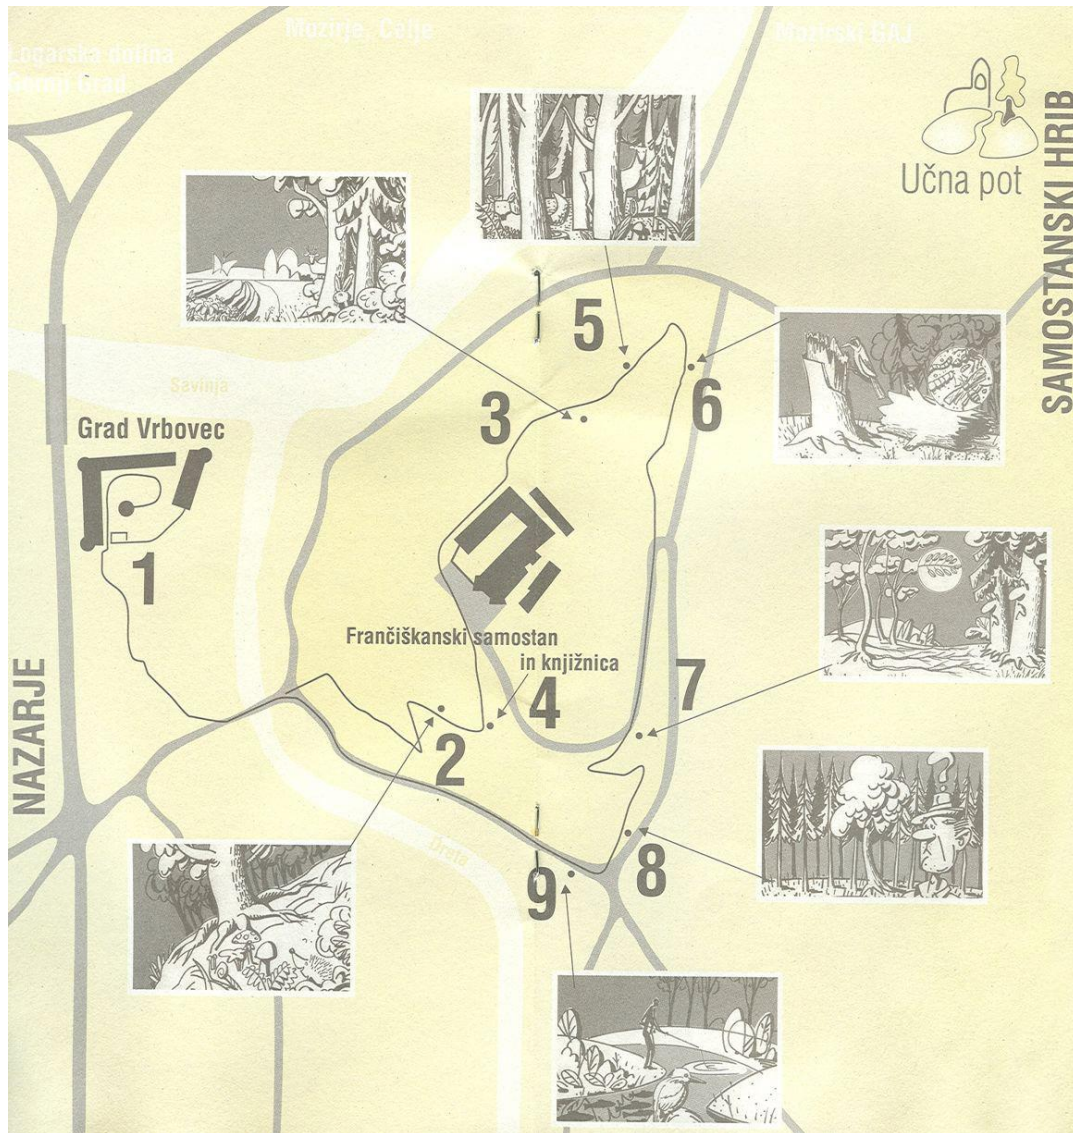 Mozirje, Celje
Mozirski GAJ
Logarska dolina
Gornji Grad
Učna pot
SAMOSTANSKI HRIB
5
3
6
Savinja
Grad Vrbovec
1
Frančiškanski samostan
in knjižnica
4
7
2
NAZARJE
Dreta
8
9